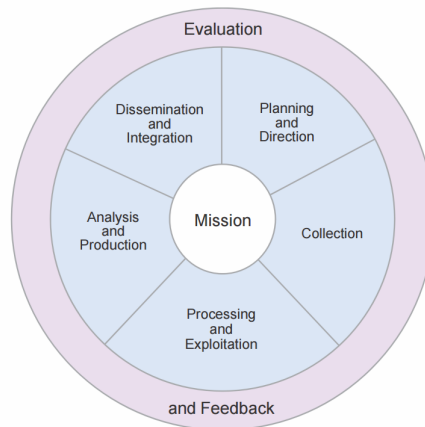 Evaluation
Dissemination
and
Integration
Planning
and
Direction
Analysis
and
Production
Mission
Collection
Processing
and
Exploitation
and Feedback